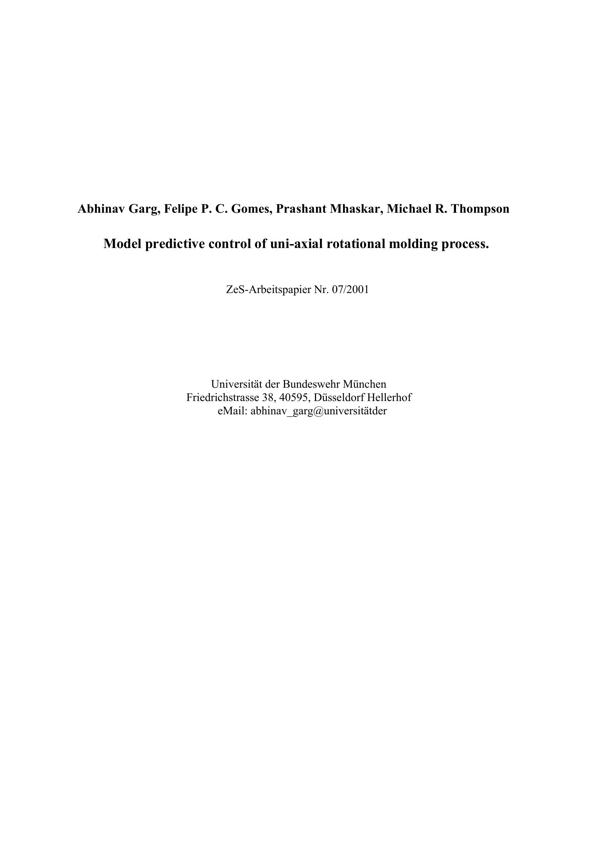 Abhinav Garg, Felipe P. C. Gomes, Prashant Mhaskar, Michael R. Thompson
Model predictive control of uni-axial rotational molding process.
ZeS-Arbeitspapier Nr. 07/2001
Universität der Bundeswehr München
Friedrichstrasse 38, 40595, Düsseldorf Hellerhof
eMail: abhinav_garg@universitätder